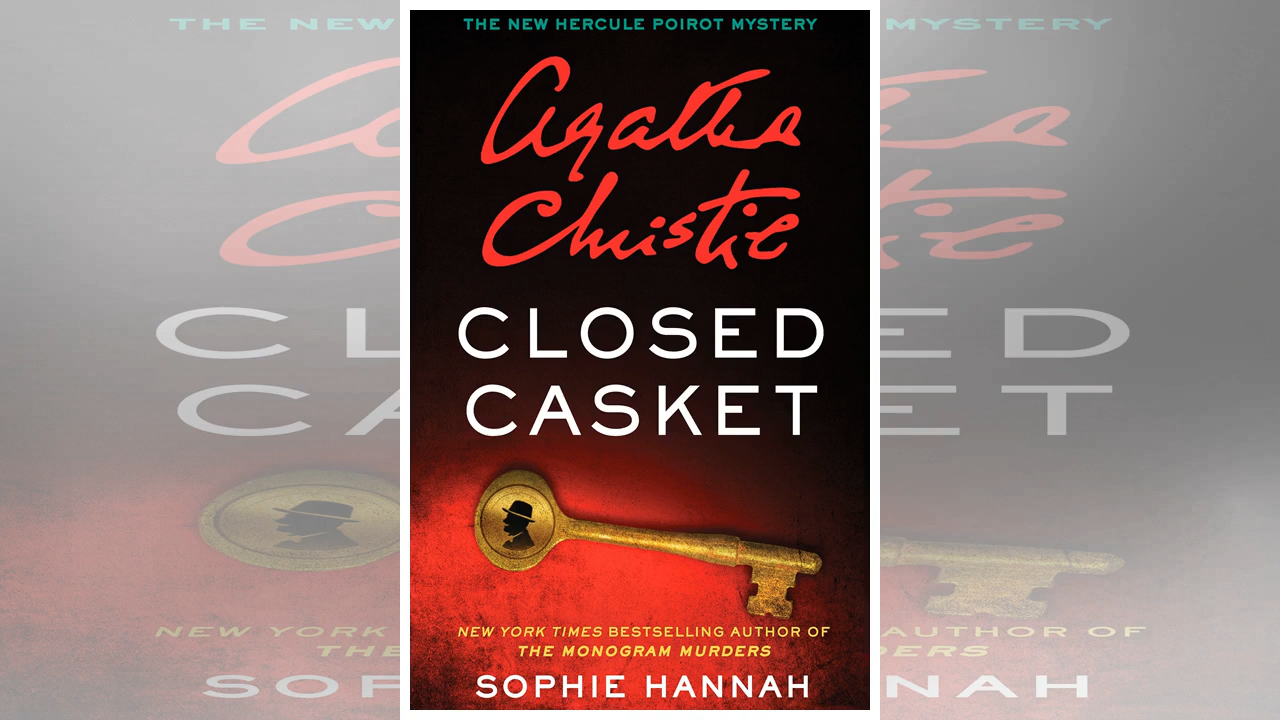 THE NEW HERCULE POIROT MYSTERY
Agatha
Christie
CLOSED
CASKET
NEW YORK TIMES BESTSELLING AUTHOR OF
THE MONOGRAM MURDERS
SOPHIE HANNAH